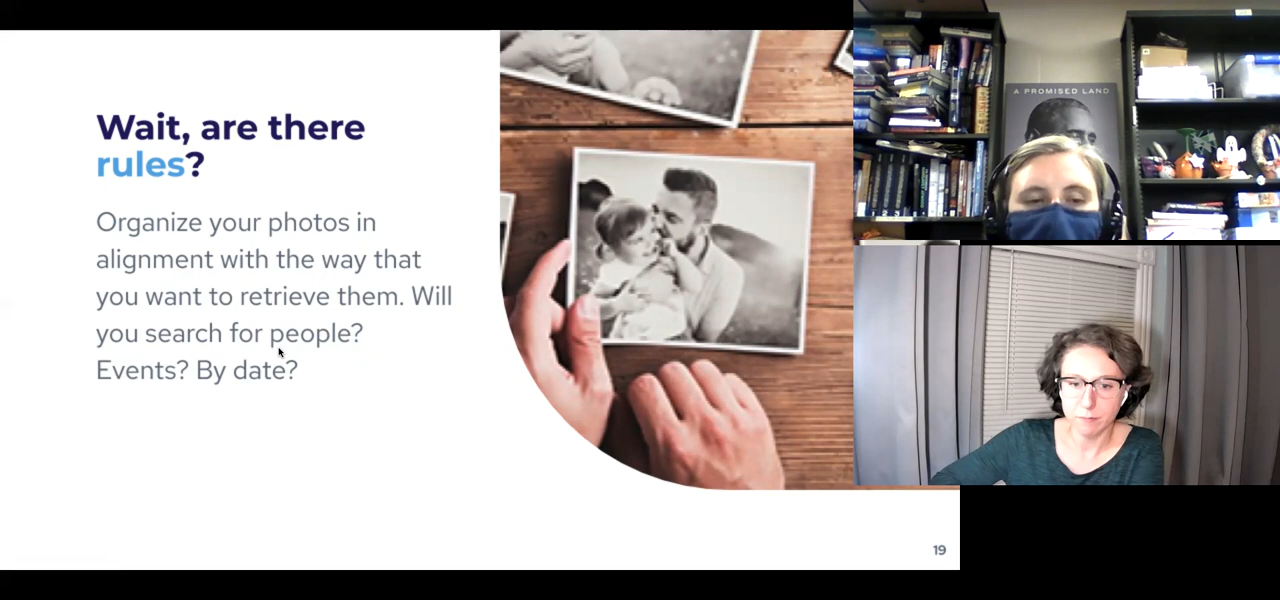 Wait, are there
rules?
Organize your photos in
alignment with the way that
you want to retrieve them. Will
you search for people?
Events? By date?
19
A PROMISED LAND